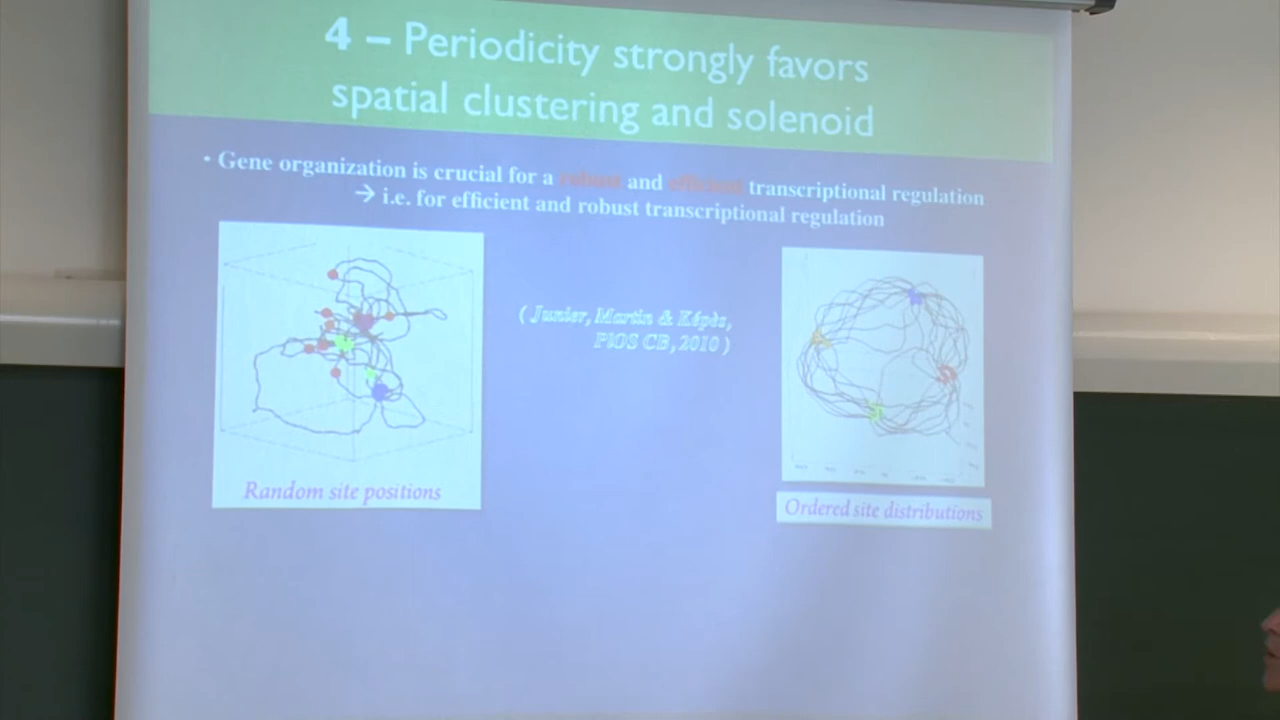 4 – Periodicity strongly favors
spatial clustering and solenoid
• Gene organization is crucial for a robust and efficient transcriptional regulation
→ i.e. for efficient and robust transcriptional regulation
( Junier, Martin & Képès,
PlOS CB, 2010 )
Random site positions
Ordered site distributions